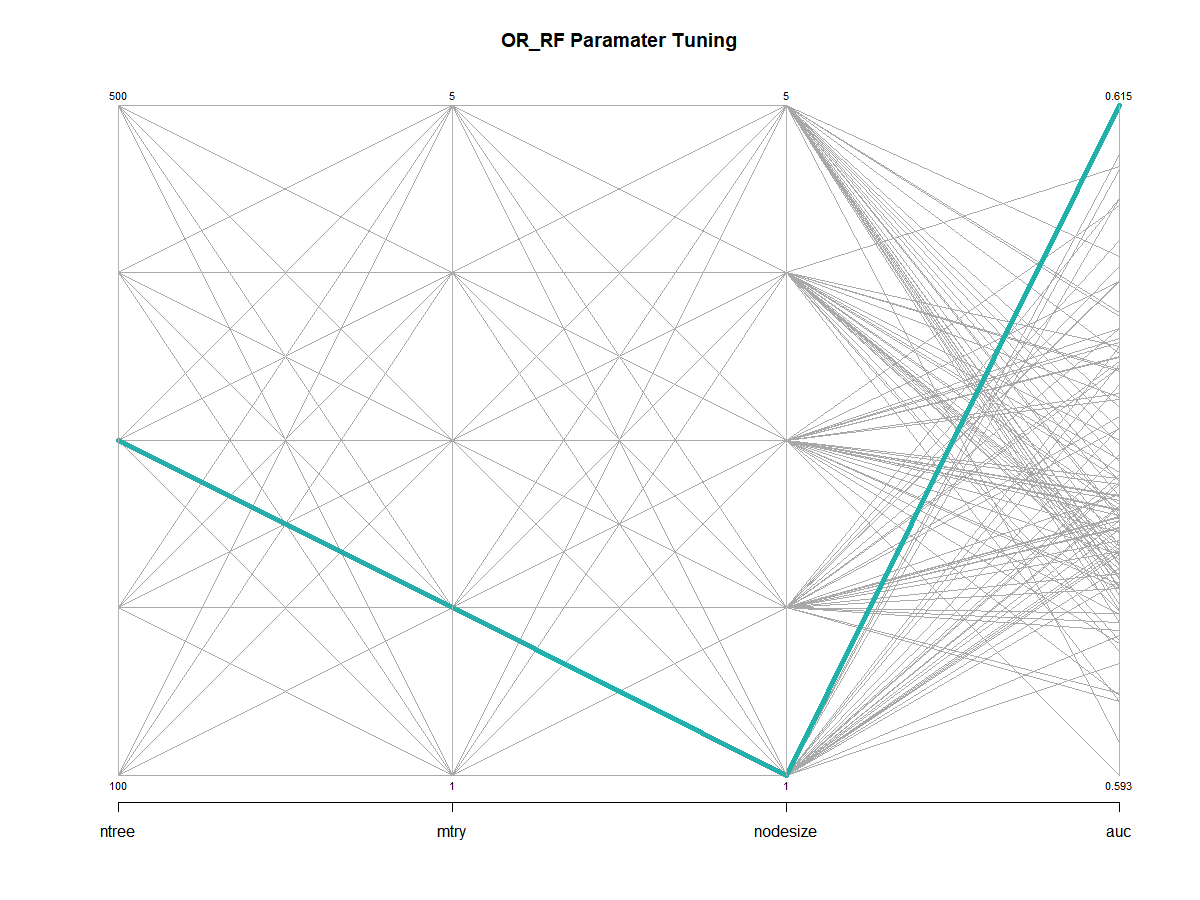 OR_RF Paramater Tuning
500 5 5 0.615
100 1 1 0.593
ntree mtry nodesize auc